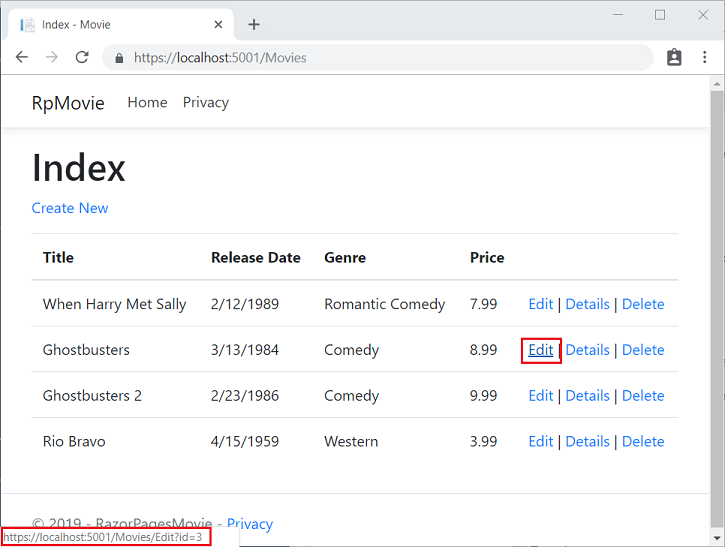 Index - Movie
https://localhost:5001/Movies
RpMovie Home Privacy
Index
Create New
Title Release Date Genre Price
When Harry Met Sally 2/12/1989 Romantic Comedy 7.99 Edit | Details | Delete
Ghostbusters 3/13/1984 Comedy 8.99 Edit | Details | Delete
Ghostbusters 2 2/23/1986 Comedy 9.99 Edit | Details | Delete
Rio Bravo 4/15/1959 Western 3.99 Edit | Details | Delete
© 2019 - RazorPagesMovie - Privacy
https://localhost:5001/Movies/Edit?id=3